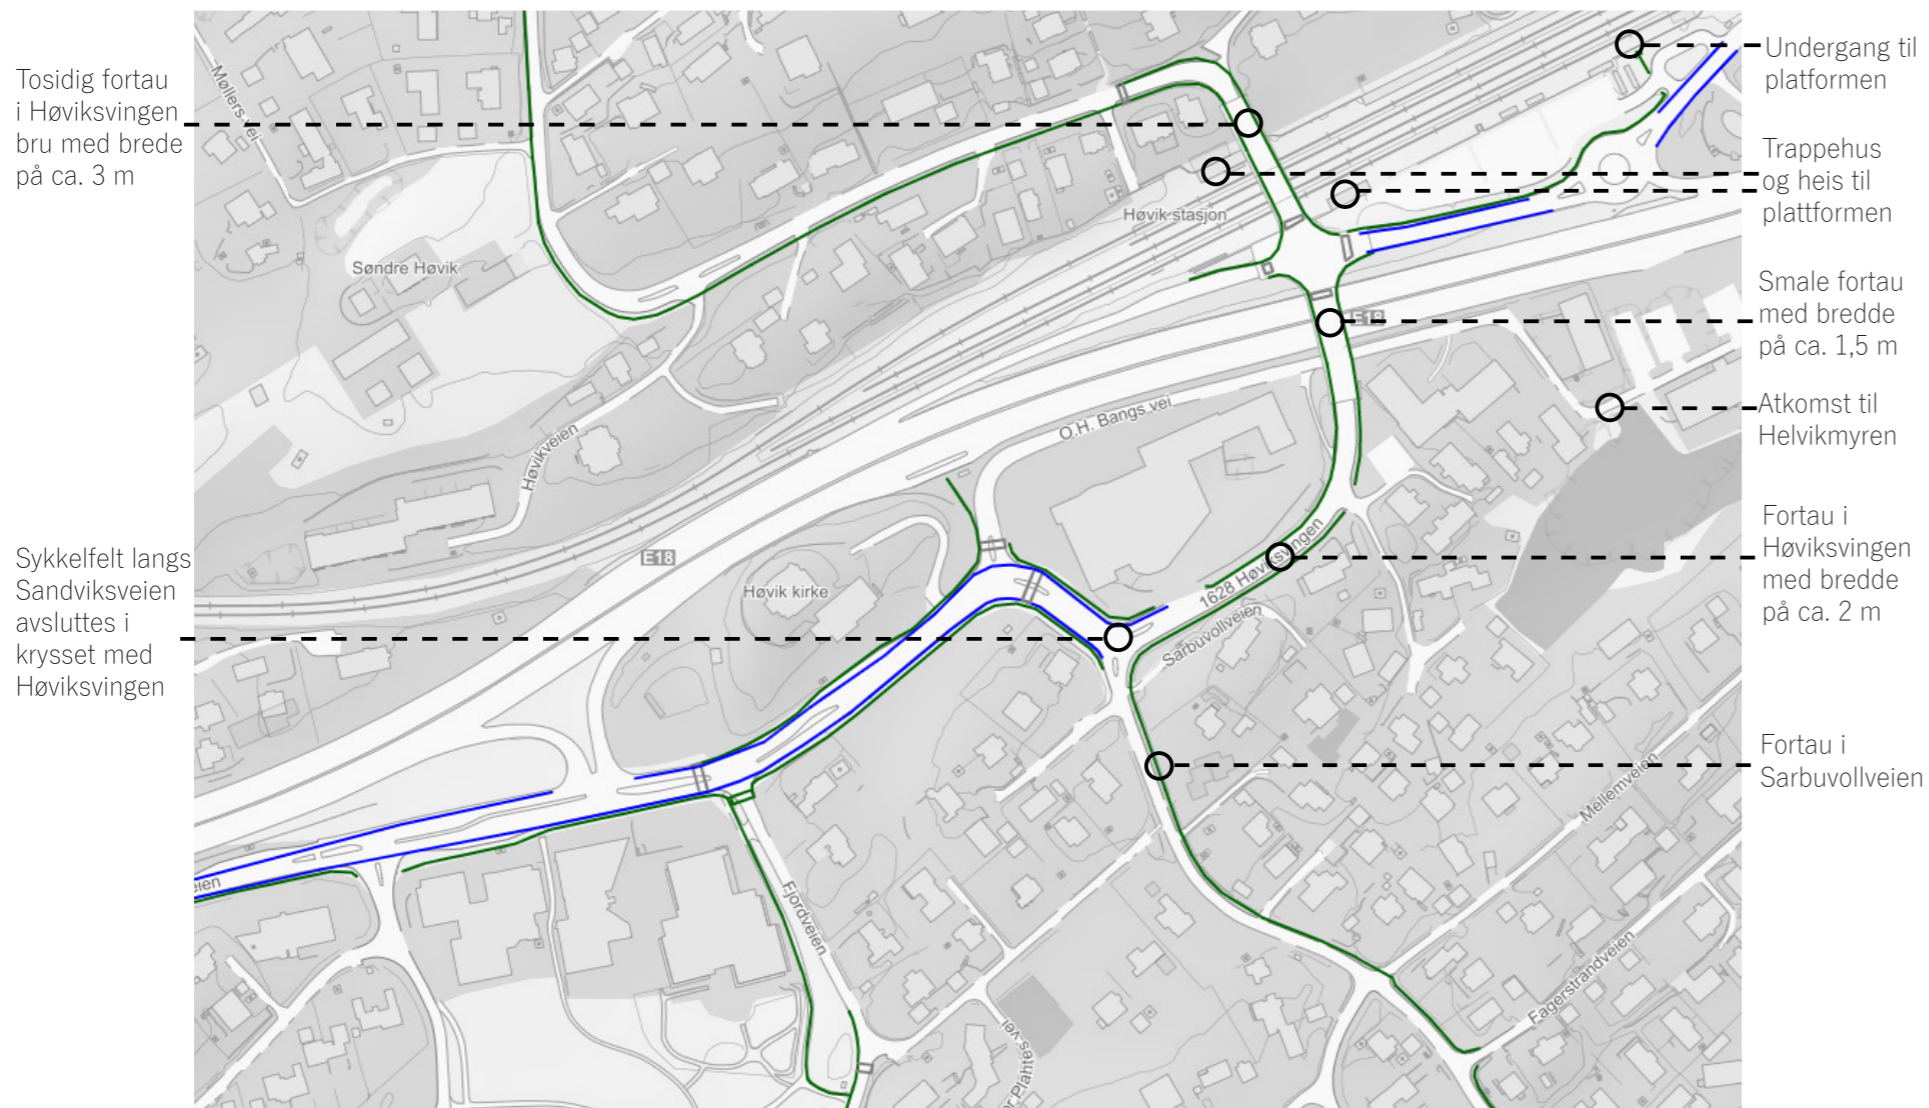 Tosidig fortau
i Høviksvingen
bru med brede
på ca. 3 m
Sykkelfelt langs
Sandviksveien
avsluttes i
krysset med
Høviksvingen
Undergang til
platformen
Trappehus
og heis til
plattformen
Smale fortau
med bredde
på ca. 1,5 m
Atkomst til
Helvikmyren
Fortau i
Høviksvingen
med bredde
på ca. 2 m
Fortau i
Sarbuvollveien
Møllers vei
Høvik stasjon
Søndre Høvik
E18
O.H. Bangs vei
Høvikveien
E18
Høvik kirke
1628 Høviksvingen
Sarbuvollveien
Mellemveien
eien
Fjordveien
Fagerstrandveien
Plahtes vei